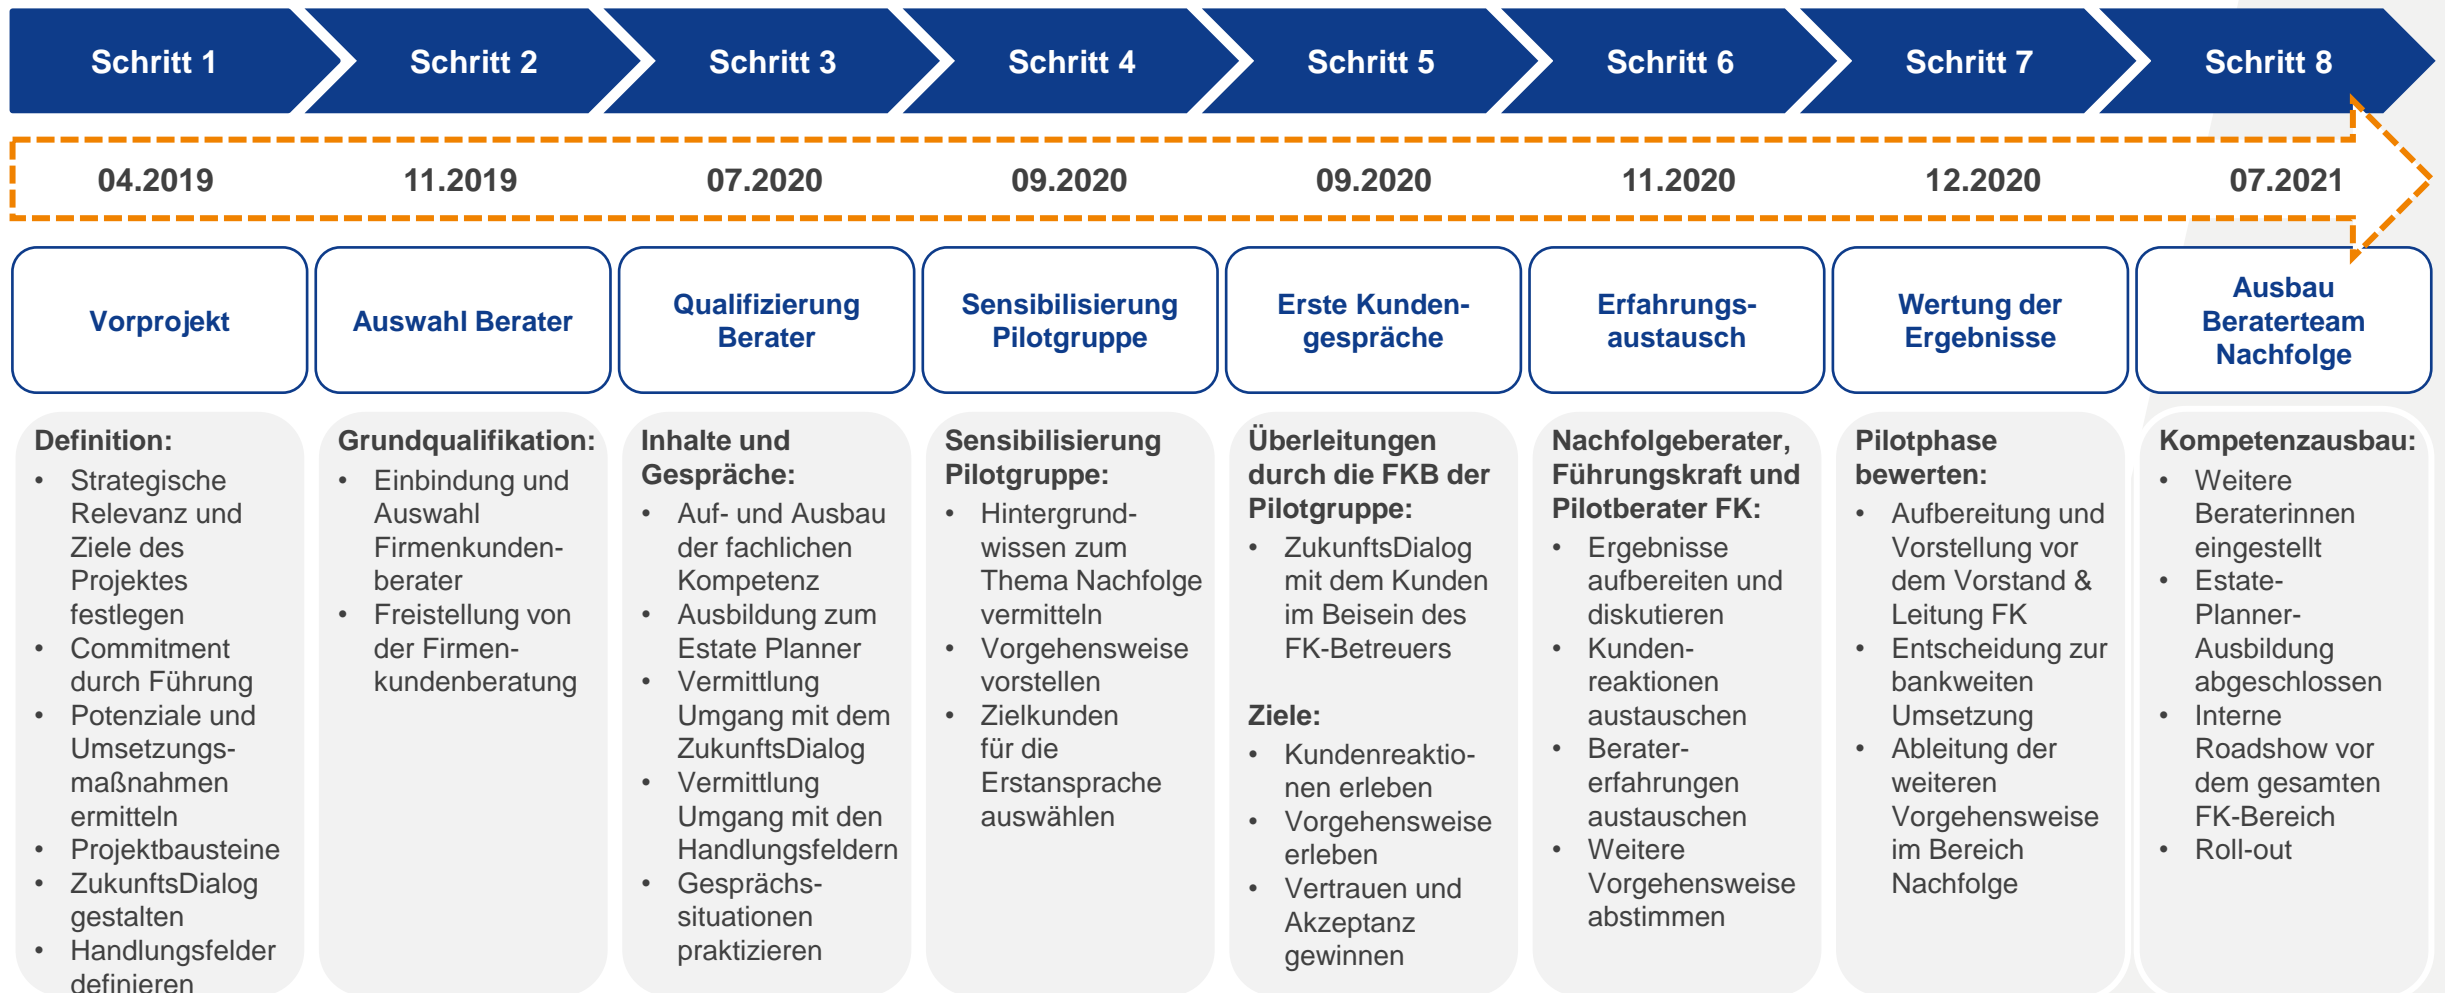 Schritt 1
Schritt 2
Schritt 3
Schritt 4
Schritt 5
Schritt 6
Schritt 7
Schritt 8
04.2019
11.2019
07.2020
09.2020
09.2020
11.2020
12.2020
07.2021
Vorprojekt
Auswahl Berater
Qualifizierung
Berater
Sensibilisierung
Pilotgruppe
Erste Kunden-
gespräche
Erfahrungs-
austausch
Wertung der
Ergebnisse
Ausbau
Beraterteam
Nachfolge
Definition:
• Strategische
Relevanz und
Ziele des
Projektes
festlegen
• Commitment
durch Führung
• Potenziale und
Umsetzungs-
maßnahmen
ermitteln
• Projektbausteine
• ZukunftsDialog
gestalten
• Handlungsfelder
definieren
Grundqualifikation:
• Einbindung und
Auswahl
Firmenkunden-
berater
• Freistellung von
der Firmen-
kundenberatung
Inhalte und
Gespräche:
• Auf- und Ausbau
der fachlichen
Kompetenz
• Ausbildung zum
Estate Planner
• Vermittlung
Umgang mit dem
ZukunftsDialog
• Vermittlung
Umgang mit den
Handlungsfeldern
• Gesprächs-
situationen
praktizieren
Sensibilisierung
Pilotgruppe:
• Hintergrund-
wissen zum
Thema Nachfolge
vermitteln
• Vorgehensweise
vorstellen
• Zielkunden
für die
Erstansprache
auswählen
Überleitungen
durch die FKB der
Pilotgruppe:
• ZukunftsDialog
mit dem Kunden
im Beisein des
FK-Betreuers
Ziele:
• Kundenreaktio-
nen erleben
• Vorgehensweise
erleben
• Vertrauen und
Akzeptanz
gewinnen
Nachfolgeberater,
Führungskraft und
Pilotberater FK:
• Ergebnisse
aufbereiten und
diskutieren
• Kunden-
reaktionen
austauschen
• Berater-
erfahrungen
austauschen
• Weitere
Vorgehensweise
abstimmen
Pilotphase
bewerten:
• Aufbereitung und
Vorstellung vor
dem Vorstand &
Leitung FK
• Entscheidung zur
bankweiten
Umsetzung
• Ableitung der
weiteren
Vorgehensweise
im Bereich
Nachfolge
Kompetenzausbau:
• Weitere
Beraterinnen
eingestellt
• Estate-
Planner-
Ausbildung
abgeschlossen
• Interne
Roadshow vor
dem gesamten
FK-Bereich
• Roll-out